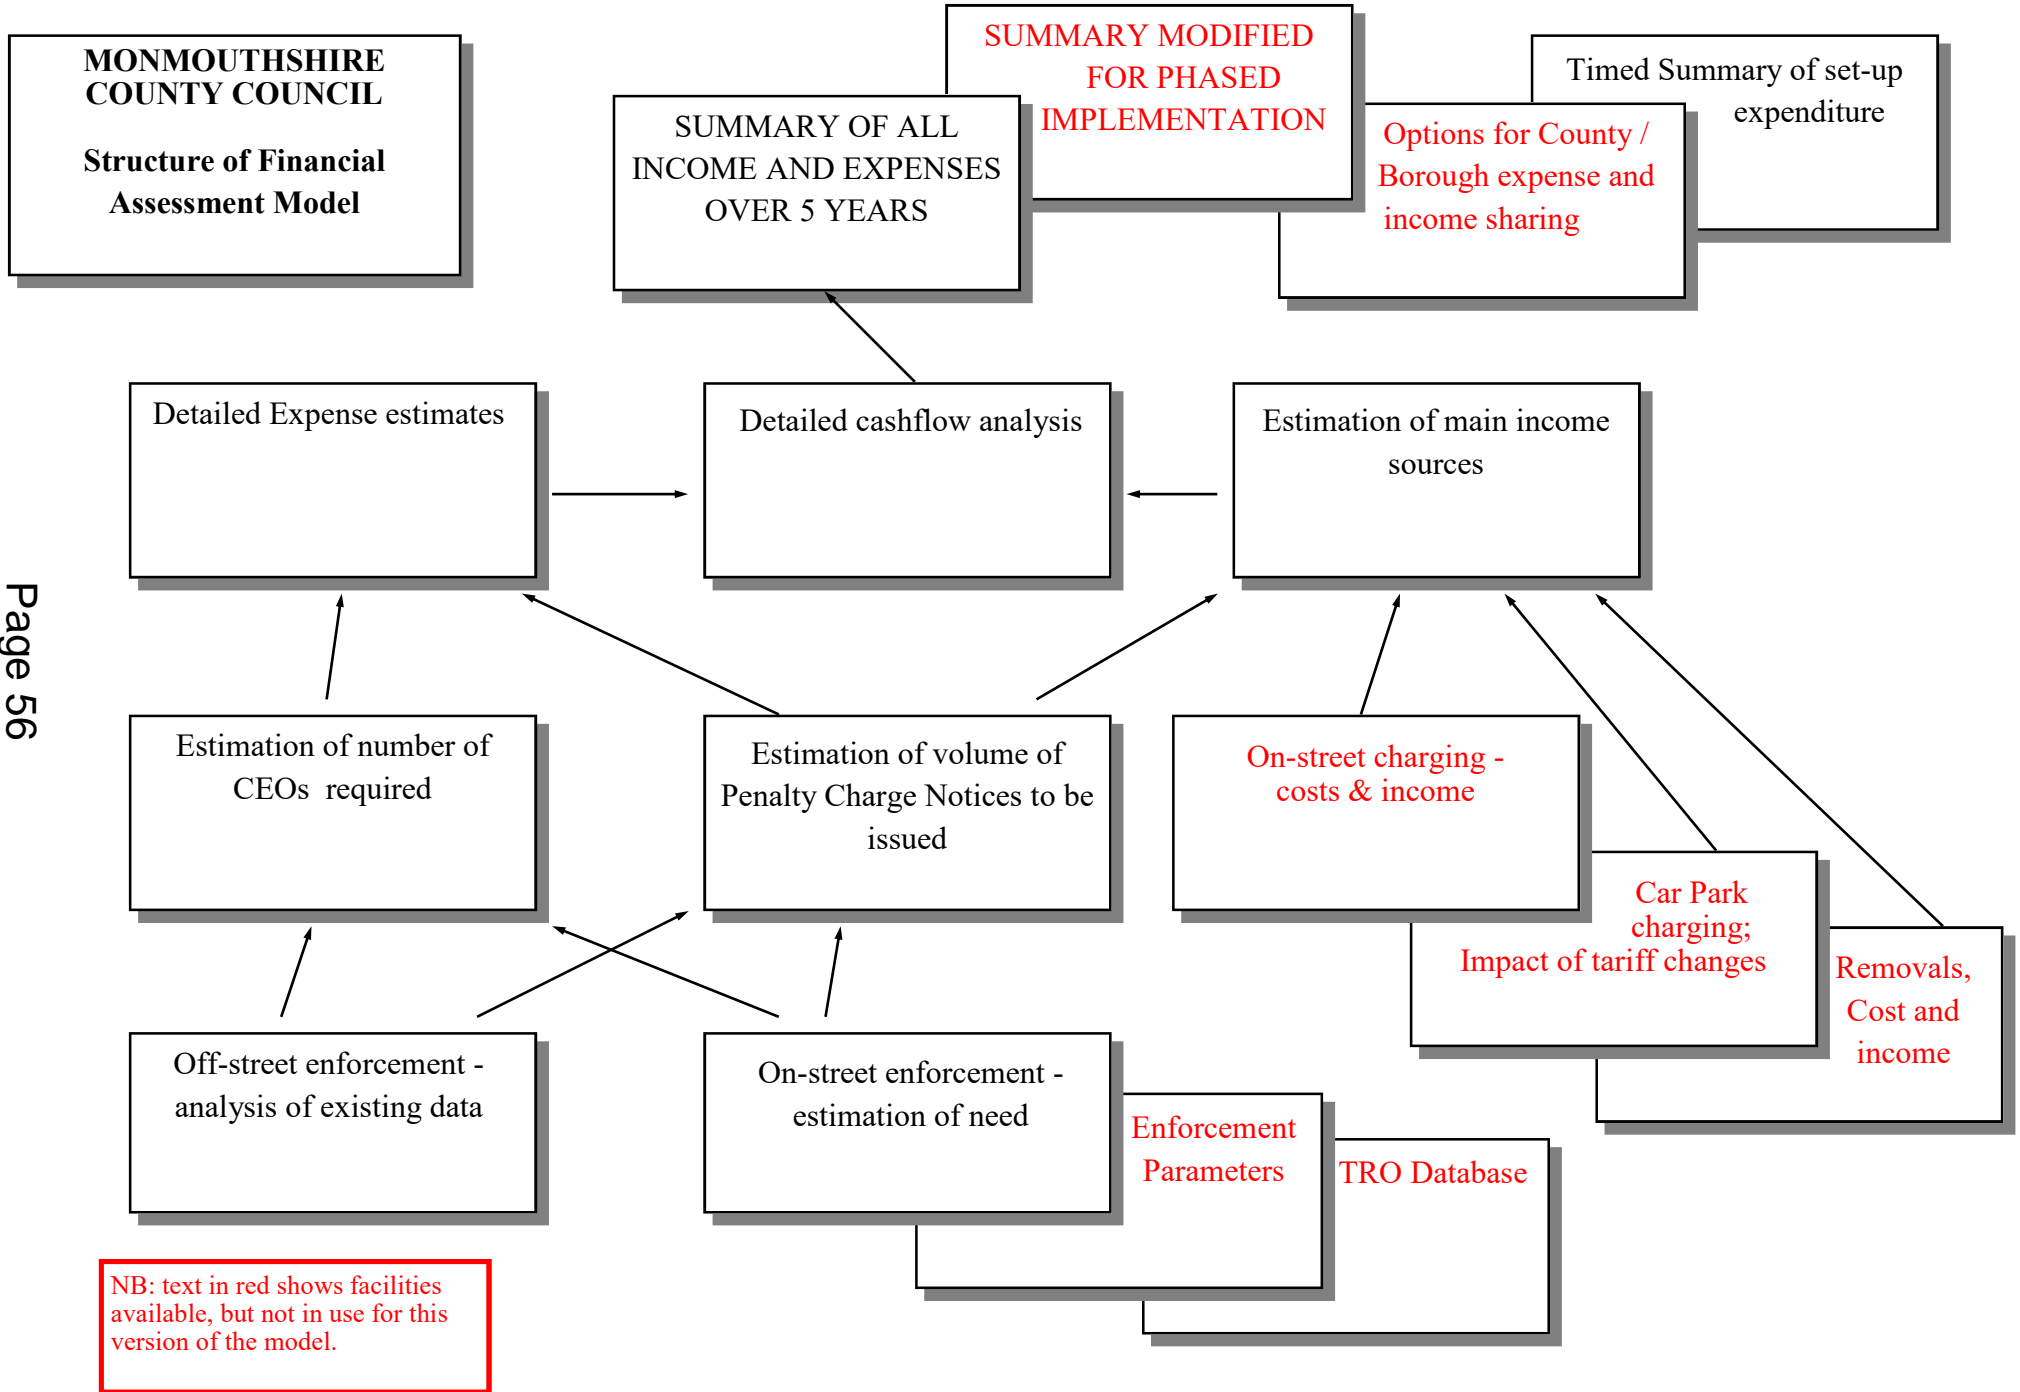 MONMOUTHSHIRE
COUNTY COUNCIL
Structure of Financial
Assessment Model
SUMMARY OF ALL
INCOME AND EXPENSES
OVER 5 YEARS
SUMMARY MODIFIED
FOR PHASED
IMPLEMENTATION
Options for County /
Borough expense and
income sharing
Timed Summary of set-up
expenditure
Detailed Expense estimates
Detailed cashflow analysis
Estimation of main income
sources
Page 56
Estimation of number of
CEOs required
Estimation of volume of
Penalty Charge Notices to be
issued
On-street charging -
costs & income
Car Park
charging;
Impact of tariff changes
Removals,
Cost and
income
Off-street enforcement -
analysis of existing data
On-street enforcement -
estimation of need
Enforcement
Parameters
TRO Database
NB: text in red shows facilities
available, but not in use for this
version of the model.